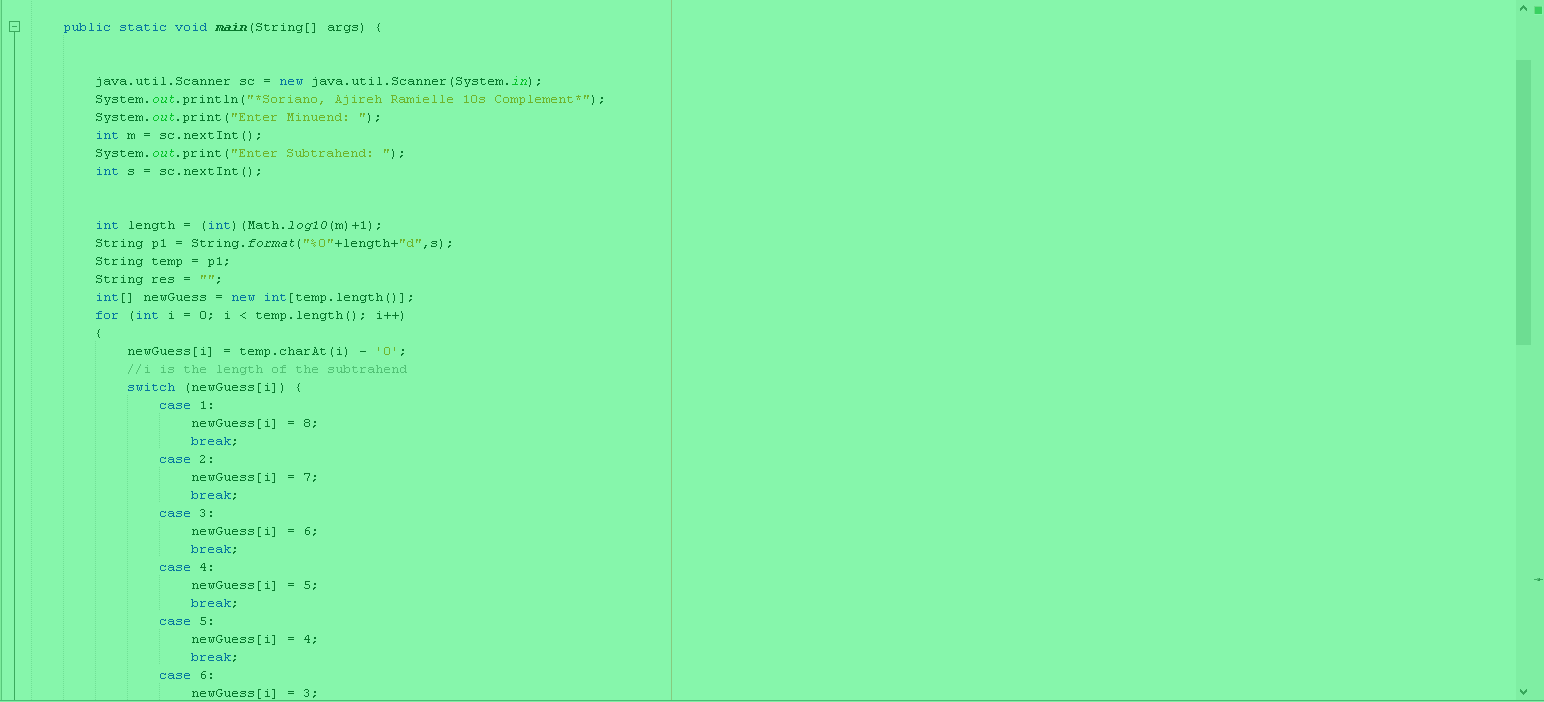 public static void main(String[] args) {
java.util.Scanner sc = new java.util.Scanner(System.in);
System.out.println("*Soriano, Ajireh Ramielle 10s Complement*");
System.out.print("Enter Minuend: ");
int m = sc.nextInt();
System.out.print("Enter Subtrahend: ");
int s = sc.nextInt();
int length = (int)(Math.log10(m)+1);
String p1 = String.format("%0"+length+"d",s);
String temp = p1;
String res = "";
int[] newGuess = new int[temp.length()];
for (int i = 0; i < temp.length(); i++)
{
newGuess[i] = temp.charAt(i) - '0';
//i is the length of the subtrahend
switch (newGuess[i]) {
case 1:
newGuess[i] = 8;
break;
case 2:
newGuess[i] = 7;
break;
case 3:
newGuess[i] = 6;
break;
case 4:
newGuess[i] = 5;
break;
case 5:
newGuess[i] = 4;
break;
case 6:
newGuess[i] = 3;